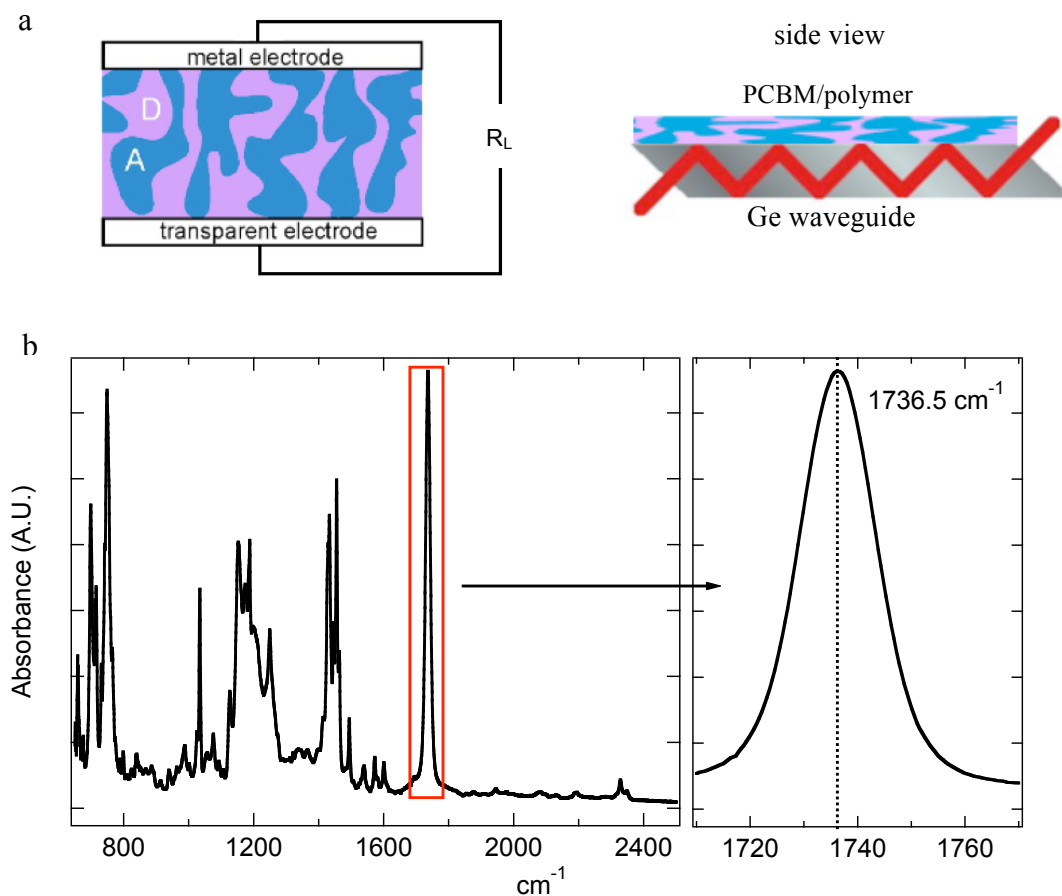 a
metal electrode
D
A
transparent electrode
R_L
side view
PCBM/polymer
Ge waveguide
b
Absorbance (A.U.)
800 1200 1600 2000 2400
cm⁻¹
1736.5 cm⁻¹
1720 1740 1760